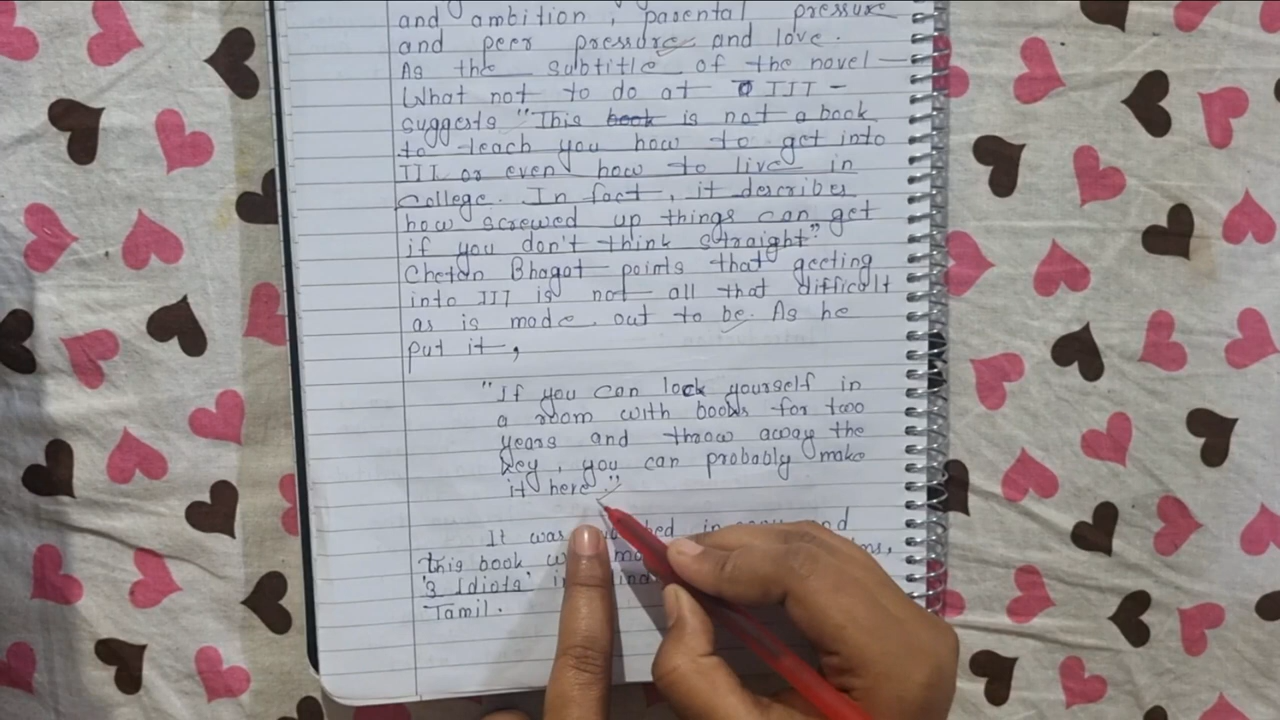 and ambition, parental pressure
and peer pressure and love.
As the subtitle of the novel —
What not to do at IIT -
suggests "This book is not a book
to teach you how to get into
IIT or even how to live in
College. In fact, it describes
how screwed up things can get
if you don't think straight"
Chetan Bhagat points that geeting
into IIT is not all that difficult
as is made out to be. As he
put it,
"If you can lock yourself in
a room with books for two
years and throw away the
key, you can probably make
it here."
It was in and
this book
'3 Idiots' in
Tamil.